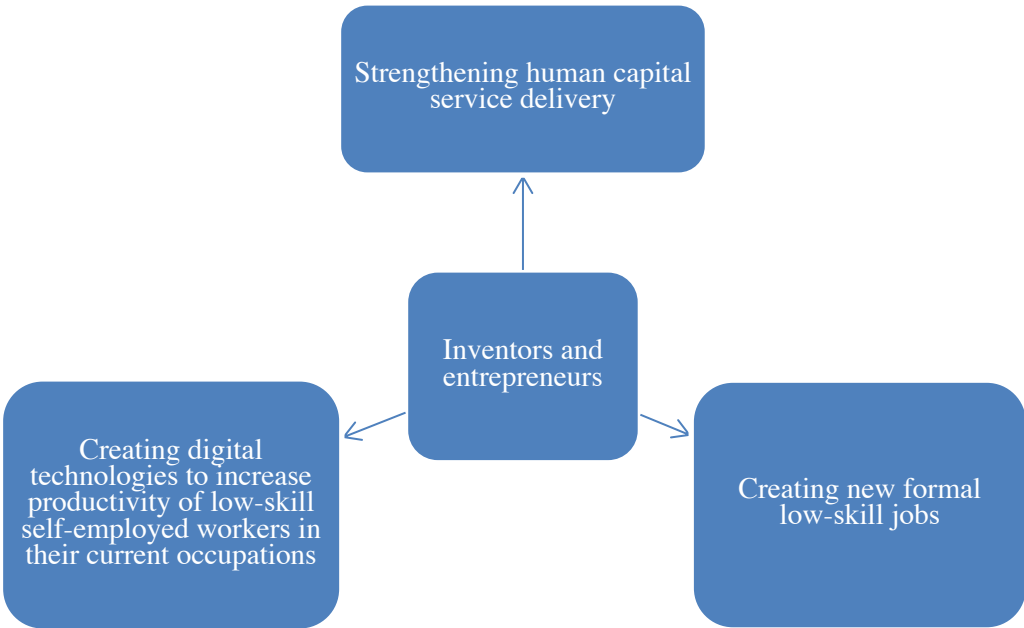 Strengthening human capital
service delivery
Inventors and
entrepreneurs
Creating digital
technologies to increase
productivity of low-skill
self-employed workers in
their current occupations
Creating new formal
low-skill jobs